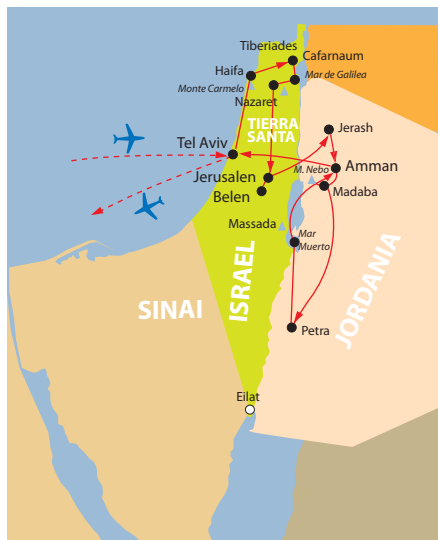 Tiberiades
Cafarnaum
Haifa
Mar de Galilea
Monte Carmelo
Nazaret
TIERRA
SANTA
Jerash
Tel Aviv
Amman
M. Nebo
Jerusalen
Madaba
Belen
Massada
Mar
Muerto
ISRAEL
JORDANIA
SINAI
Petra
Eilat